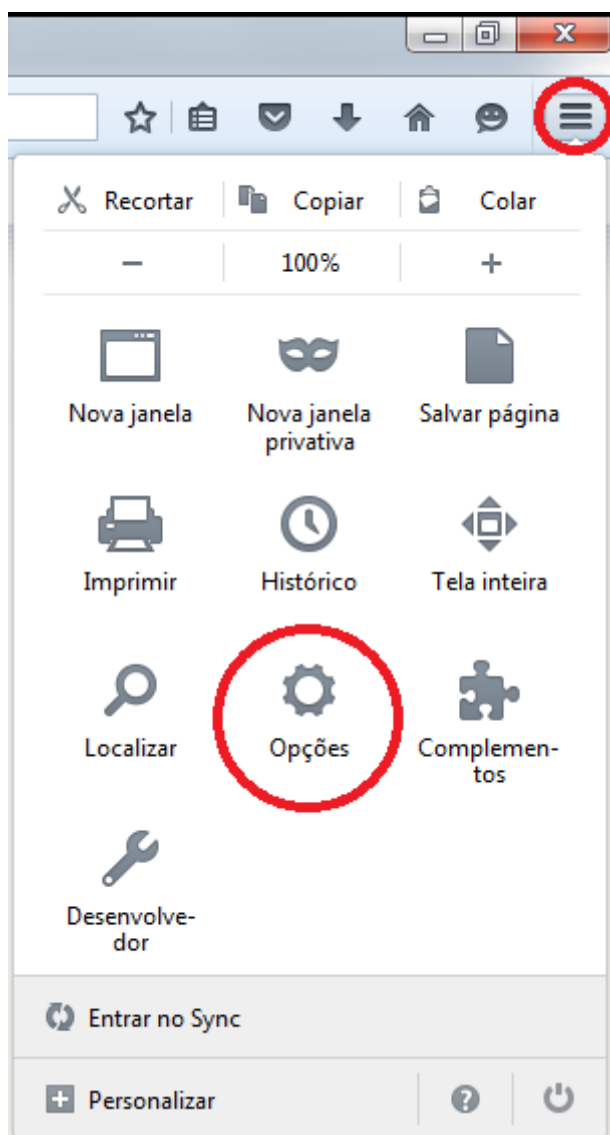 Recortar Copiar Colar
100%
Nova janela Nova janela Salvar página
privativa
Imprimir Histórico Tela inteira
Localizar Opções Complemen-
tos
Desenvolve-
dor
Entrar no Sync
Personalizar